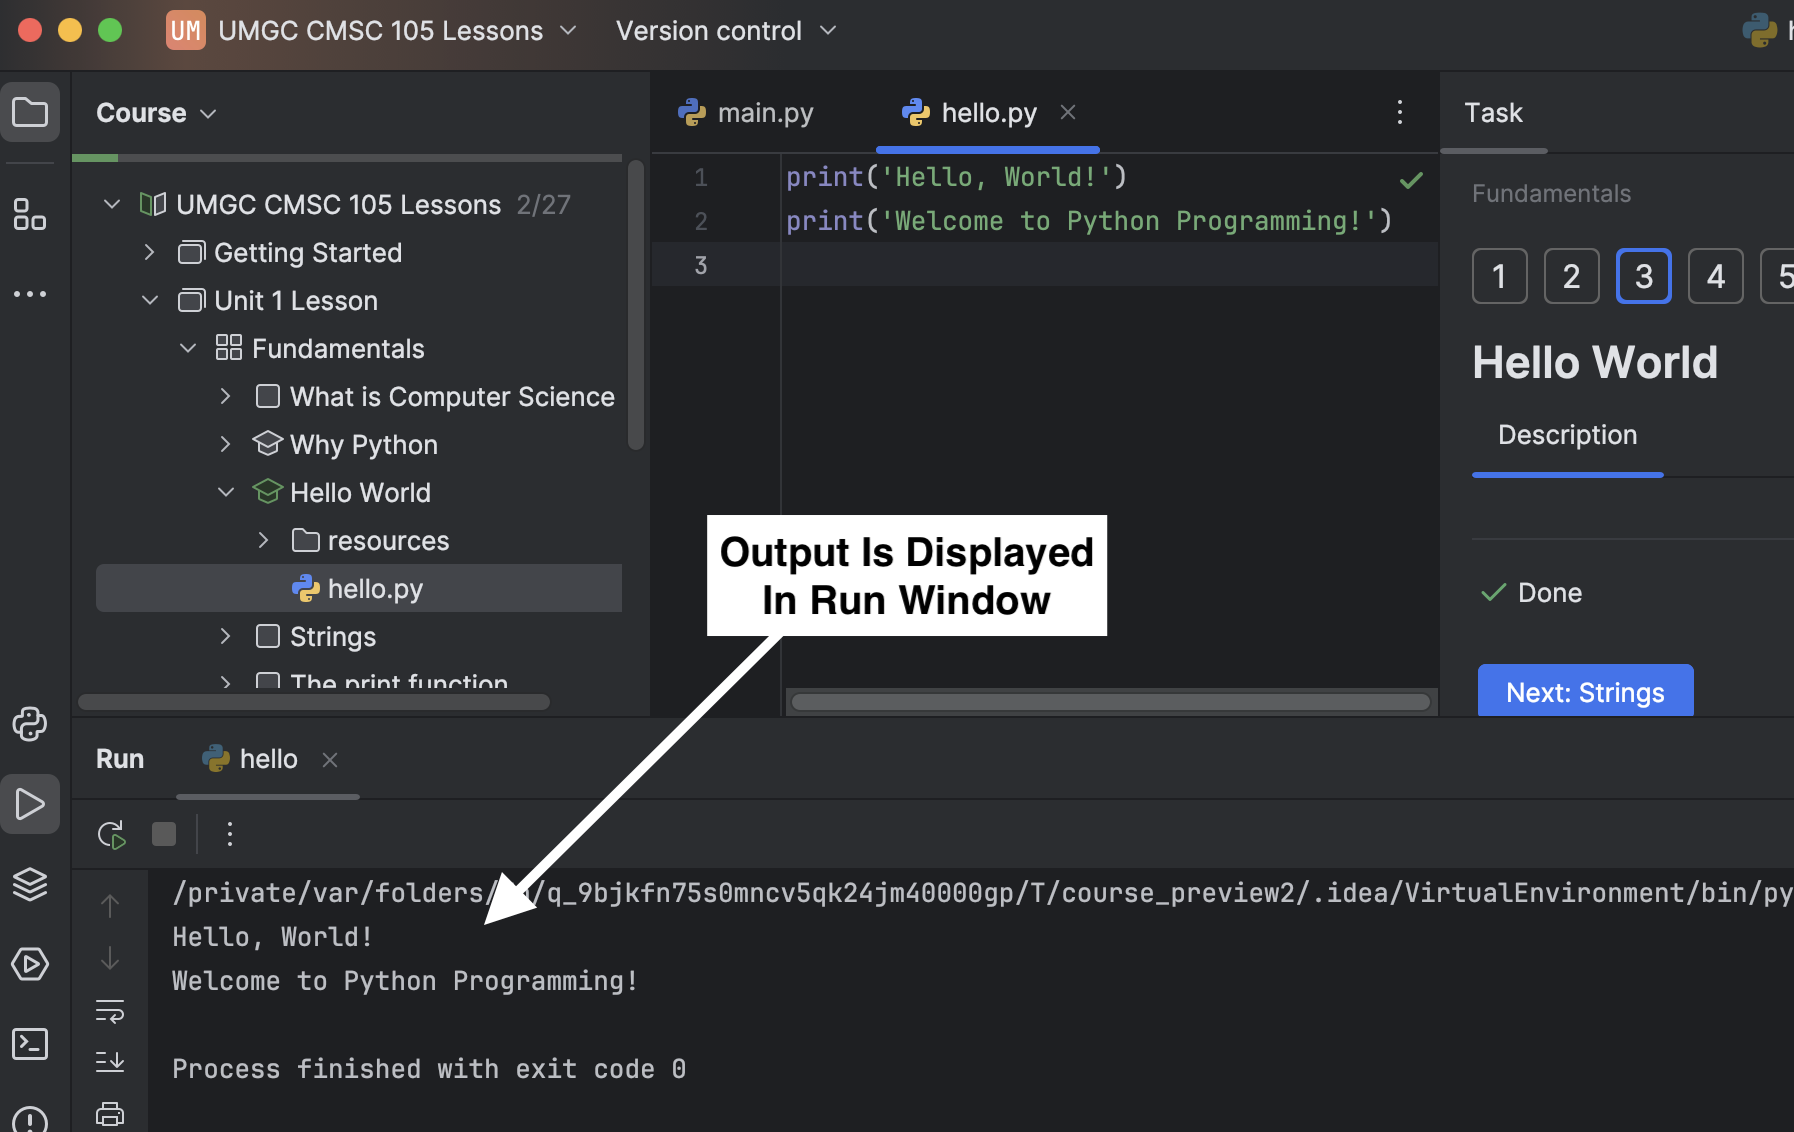 UM UMGC CMSC 105 Lessons Version control
Course
UMGC CMSC 105 Lessons 2/27
Getting Started
Unit 1 Lesson
Fundamentals
What is Computer Science
Why Python
Hello World
resources
hello.py
Strings
The print function
main.py hello.py
1 print('Hello, World!')
2 print('Welcome to Python Programming!')
3
Output Is Displayed
In Run Window
Task
Fundamentals
1 2 3 4 5
Hello World
Description
Done
Next: Strings
Run hello
/private/var/folders/ /q_9bjkfn75s0mncv5qk24jm40000gp/T/course_preview2/.idea/VirtualEnvironment/bin/py
Hello, World!
Welcome to Python Programming!
Process finished with exit code 0